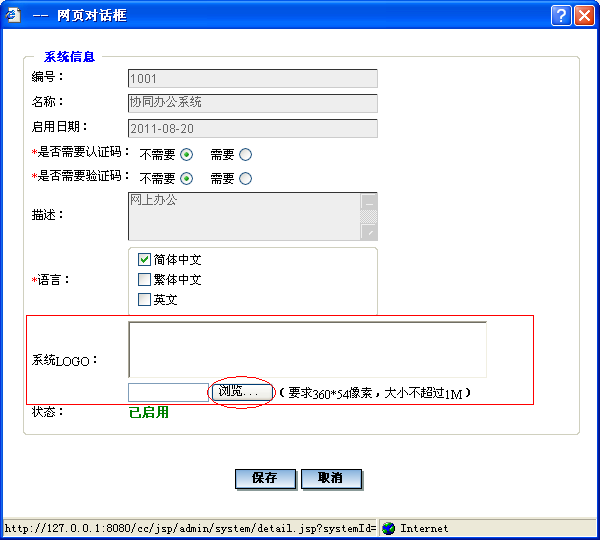 -- 网页对话框
系统信息
编号： 1001
名称： 协同办公系统
启用日期： 2011-08-20
*是否需要认证码： 不需要 需要
*是否需要验证码： 不需要 需要
描述： 网上办公
*语言： 简体中文
繁体中文
英文
系统LOGO：
浏览... （要求360*54像素，大小不超过1M）
状态： 已启用
保存 取消
http://127.0.0.1:8080/cc/jsp/admin/system/detail.jsp?systemId= Internet